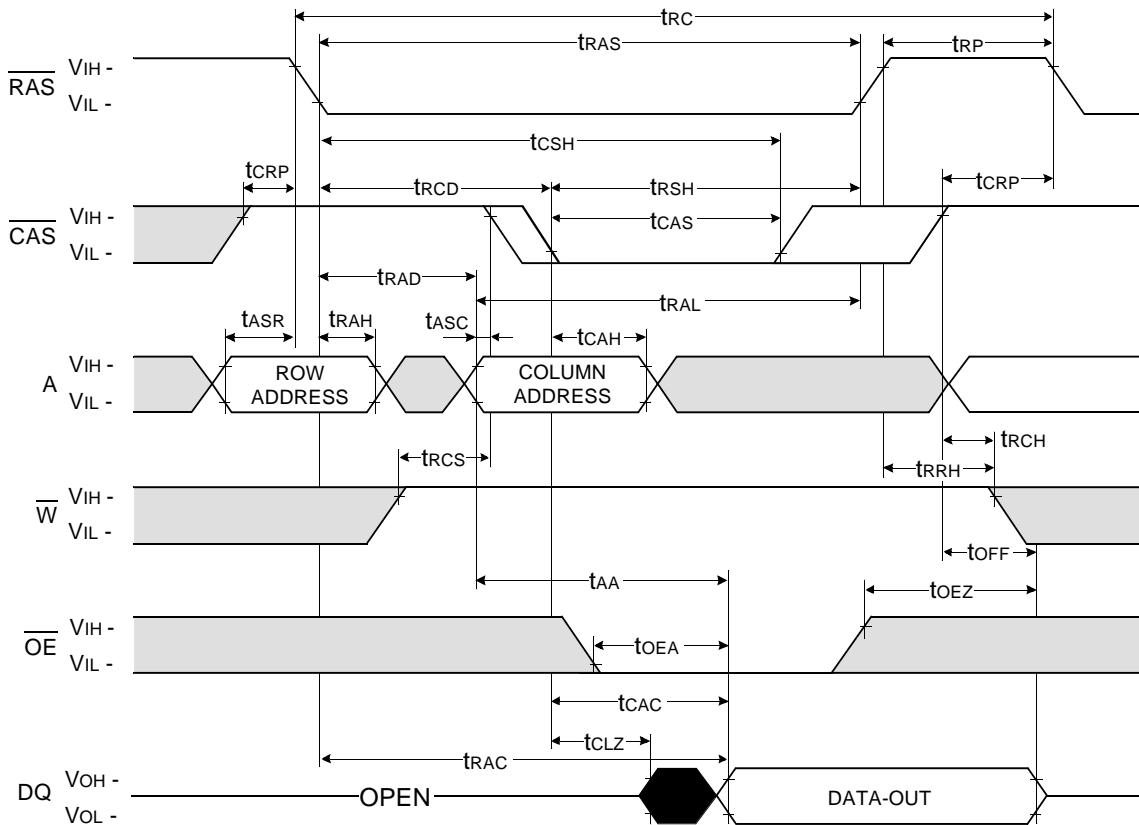 tRC
tRAS
tRP
RAS
VIH -
VIL -
tCSH
tCRP
tRCD
tRSH
tCRP
CAS
VIH -
VIL -
tCAS
tRAD
tRAL
tASR
tRAH
tASC
tCAH
A
VIH -
VIL -
ROW
ADDRESS
COLUMN
ADDRESS
tRCH
tRCS
tRRH
W
VIH -
VIL -
tOFF
tAA
tOEZ
OE
VIH -
VIL -
tOEA
tCAC
tCLZ
tRAC
DQ
VOH -
VOL -
OPEN
DATA-OUT